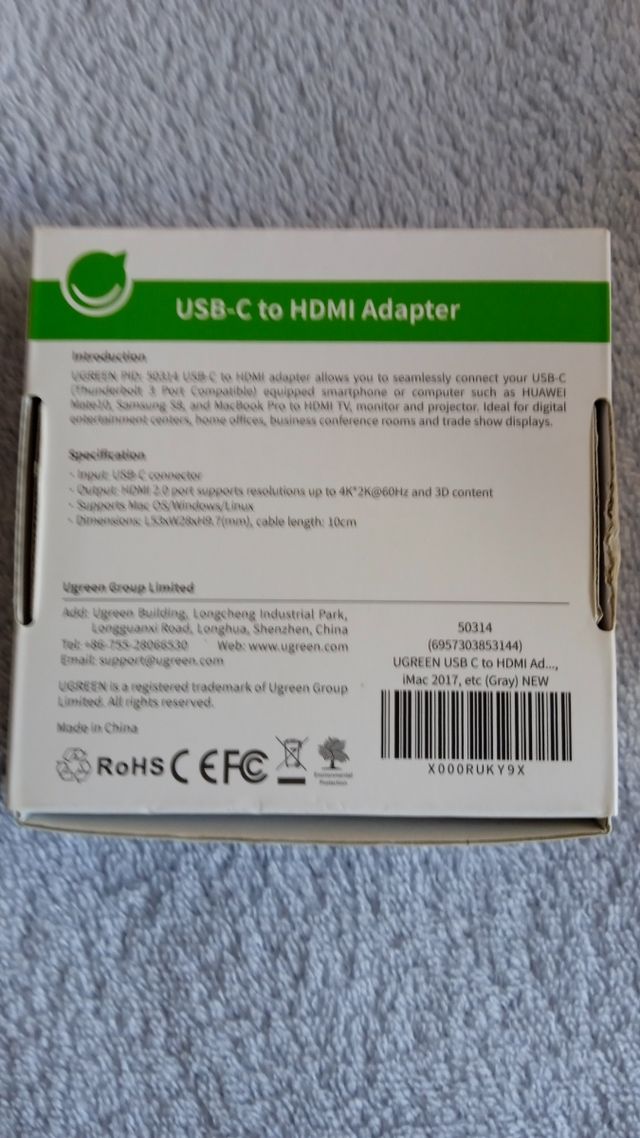 USB-C to HDMI Adapter
Introduction
UGREEN PID: 50314 USB-C to HDMI adapter allows you to seamlessly connect your USB-C
(Thunderbolt 3 Port Compatible) equipped smartphone or computer such as HUAWEI
Mate10, Samsung S8, and MacBook Pro to HDMI TV, monitor and projector. Ideal for digital
entertainment centers, home offices, business conference rooms and trade show displays.
Specification
- Input: USB-C connector
- Output: HDMI 2.0 port supports resolutions up to 4K*2K@60Hz and 3D content
- Supports Mac OS/Windows/Linux
- Dimensions: L53xW28xH9.7(mm), cable length: 10cm
Ugreen Group Limited
Add: Ugreen Building, Longcheng Industrial Park,
Longguanxi Road, Longhua, Shenzhen, China
Tel: +86-755-28066530 Web: www.ugreen.com
Email: support@ugreen.com
UGREEN is a registered trademark of Ugreen Group
Limited. All rights reserved.
Made in China
RoHS CE FC
Environmental
Protection
50314
(6957303853144)
UGREEN USB C to HDMI Ad...,
iMac 2017, etc (Gray) NEW
X000RUKY9X